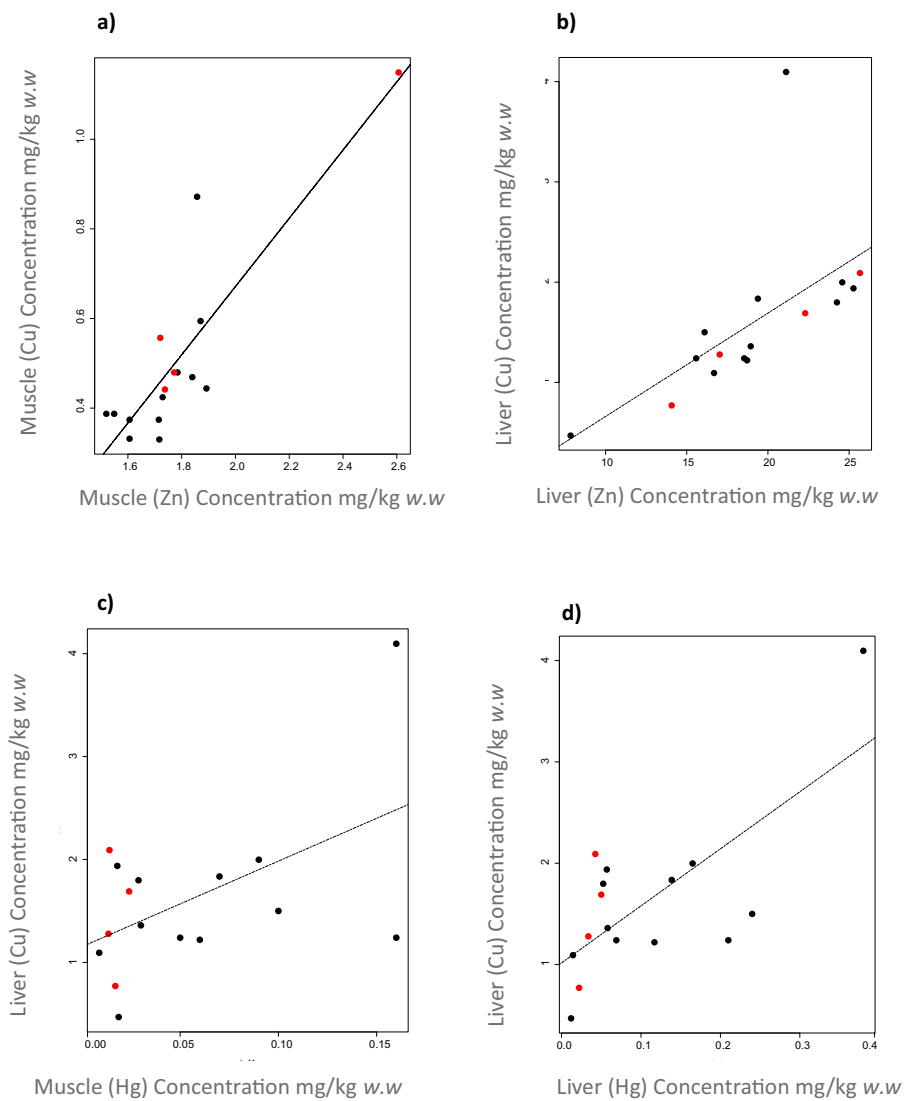 a)
Muscle (Cu) Concentration mg/kg w.w
1.0
0.8
0.6
0.4
1.6 1.8 2.0 2.2 2.4 2.6
Muscle (Zn) Concentration mg/kg w.w
b)
Liver (Cu) Concentration mg/kg w.w
10 15 20 25
Liver (Zn) Concentration mg/kg w.w
c)
Liver (Cu) Concentration mg/kg w.w
4
3
2
1
0.00 0.05 0.10 0.15
Muscle (Hg) Concentration mg/kg w.w
d)
Liver (Cu) Concentration mg/kg w.w
4
3
2
1
0.0 0.1 0.2 0.3 0.4
Liver (Hg) Concentration mg/kg w.w